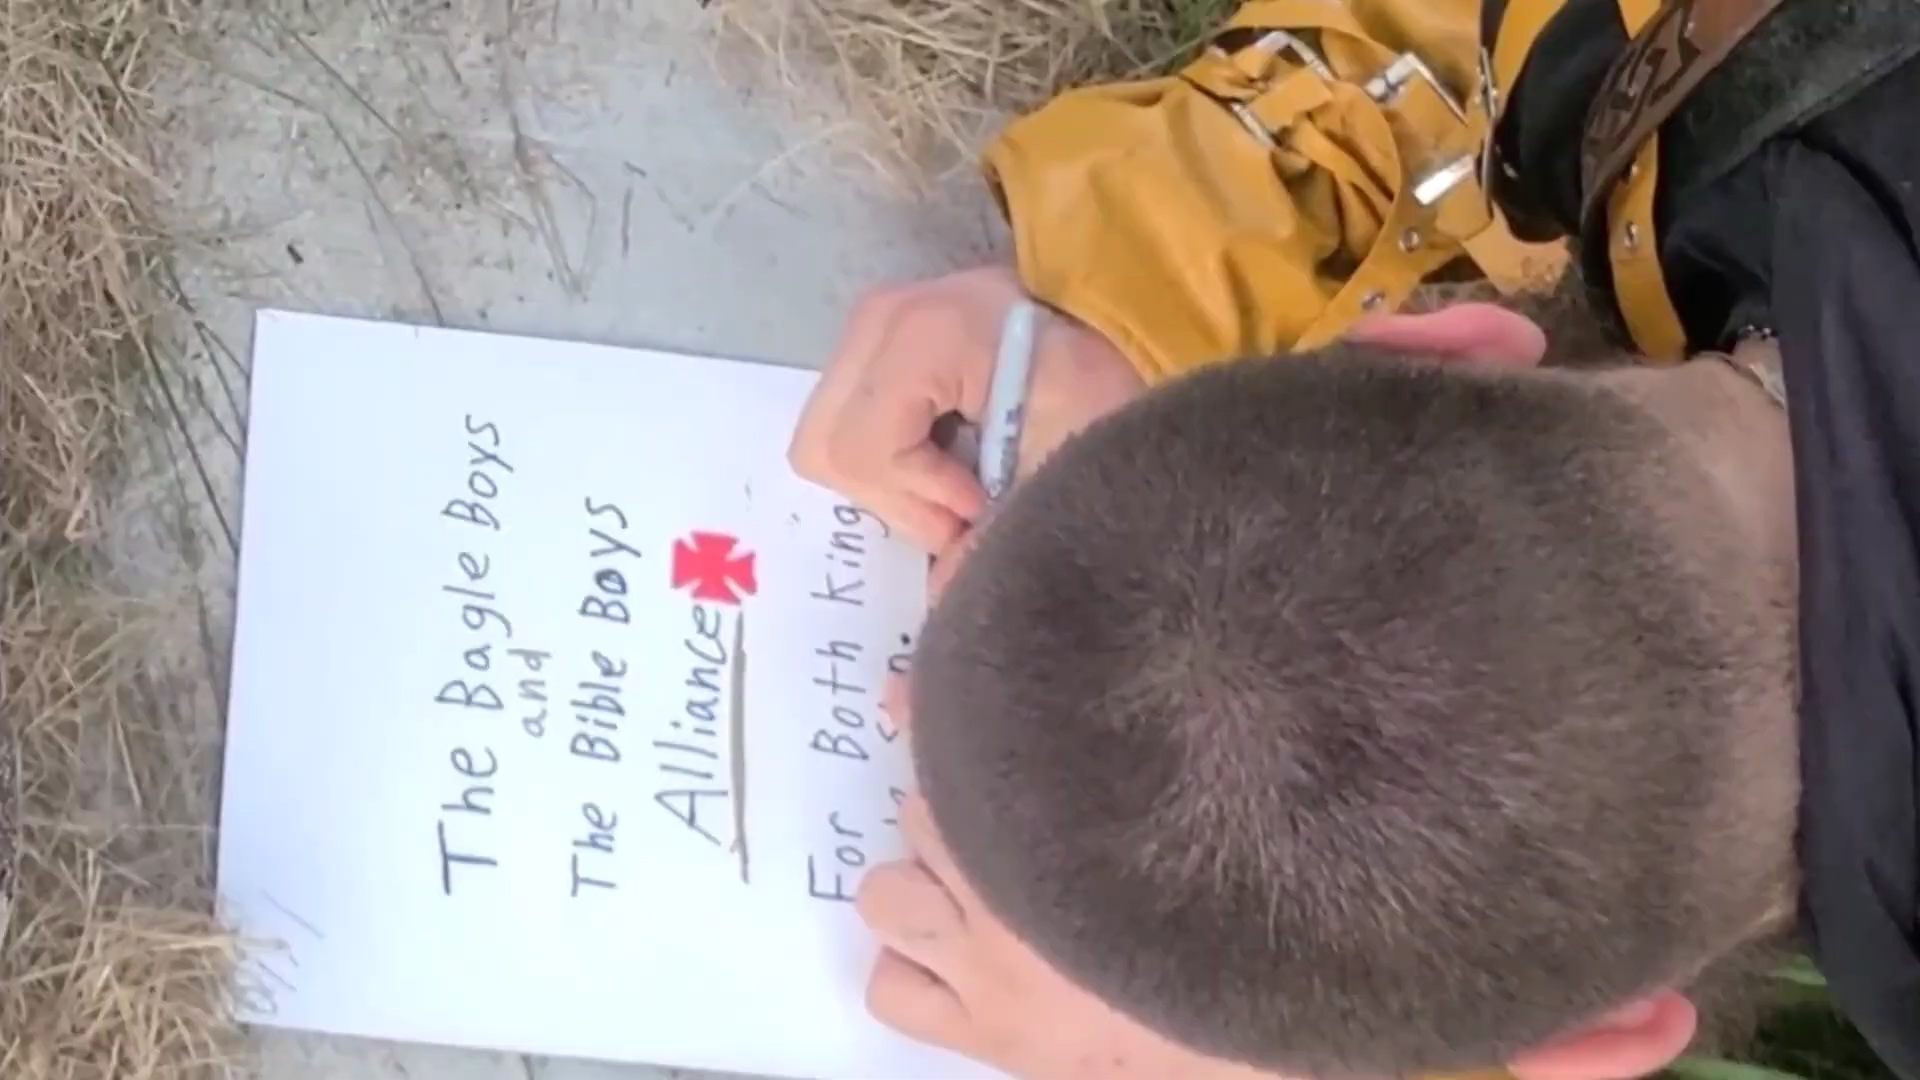 The Bagle Boys
and
The Bible Boys
Alliance
For Both King